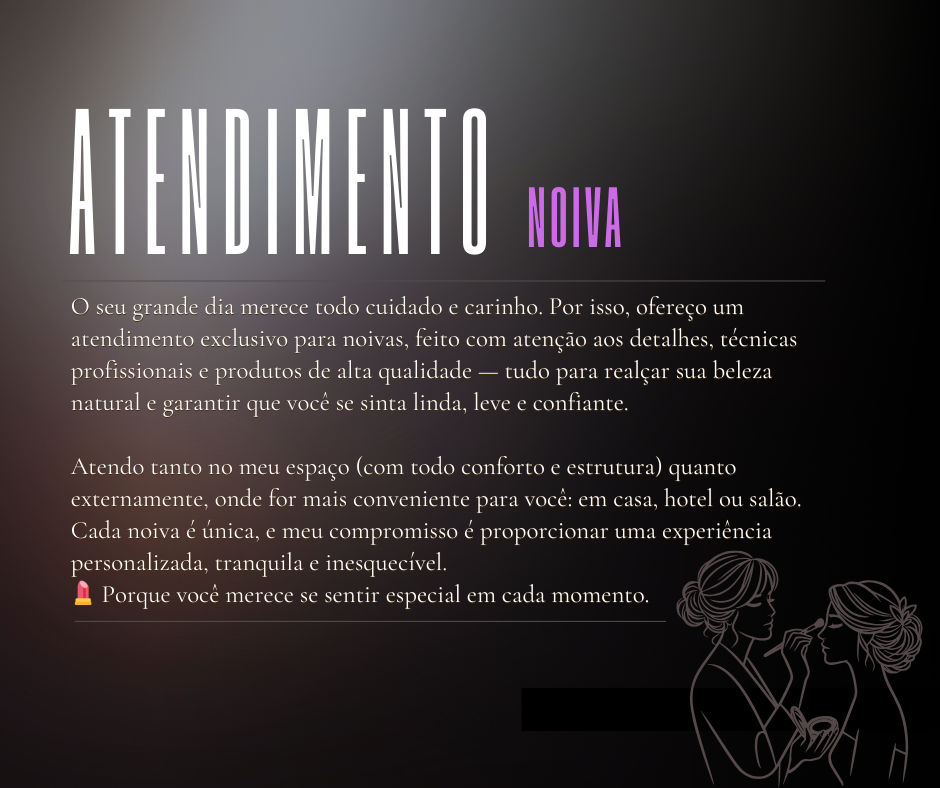 ATENDIMENTO NOIVA
O seu grande dia merece todo cuidado e carinho. Por isso, ofereço um
atendimento exclusivo para noivas, feito com atenção aos detalhes, técnicas
profissionais e produtos de alta qualidade — tudo para realçar sua beleza
natural e garantir que você se sinta linda, leve e confiante.
Atendo tanto no meu espaço (com todo conforto e estrutura) quanto
externamente, onde for mais conveniente para você: em casa, hotel ou salão.
Cada noiva é única, e meu compromisso é proporcionar uma experiência
personalizada, tranquila e inesquecível.
💄 Porque você merece se sentir especial em cada momento.